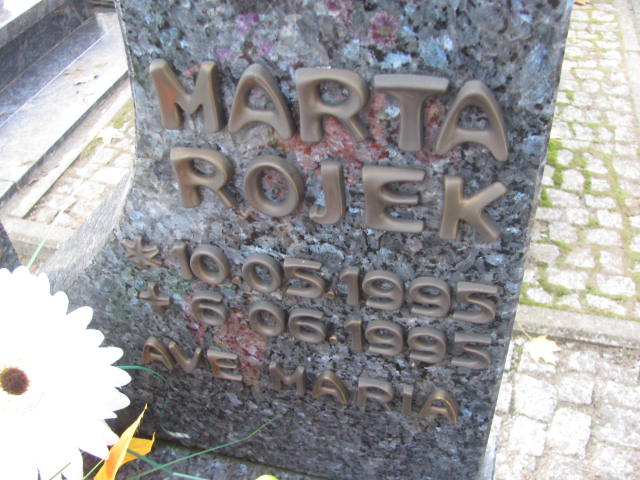 MARTA
ROJEK
* 10.05.1995
+ 6.06.1995
AVE MARIA